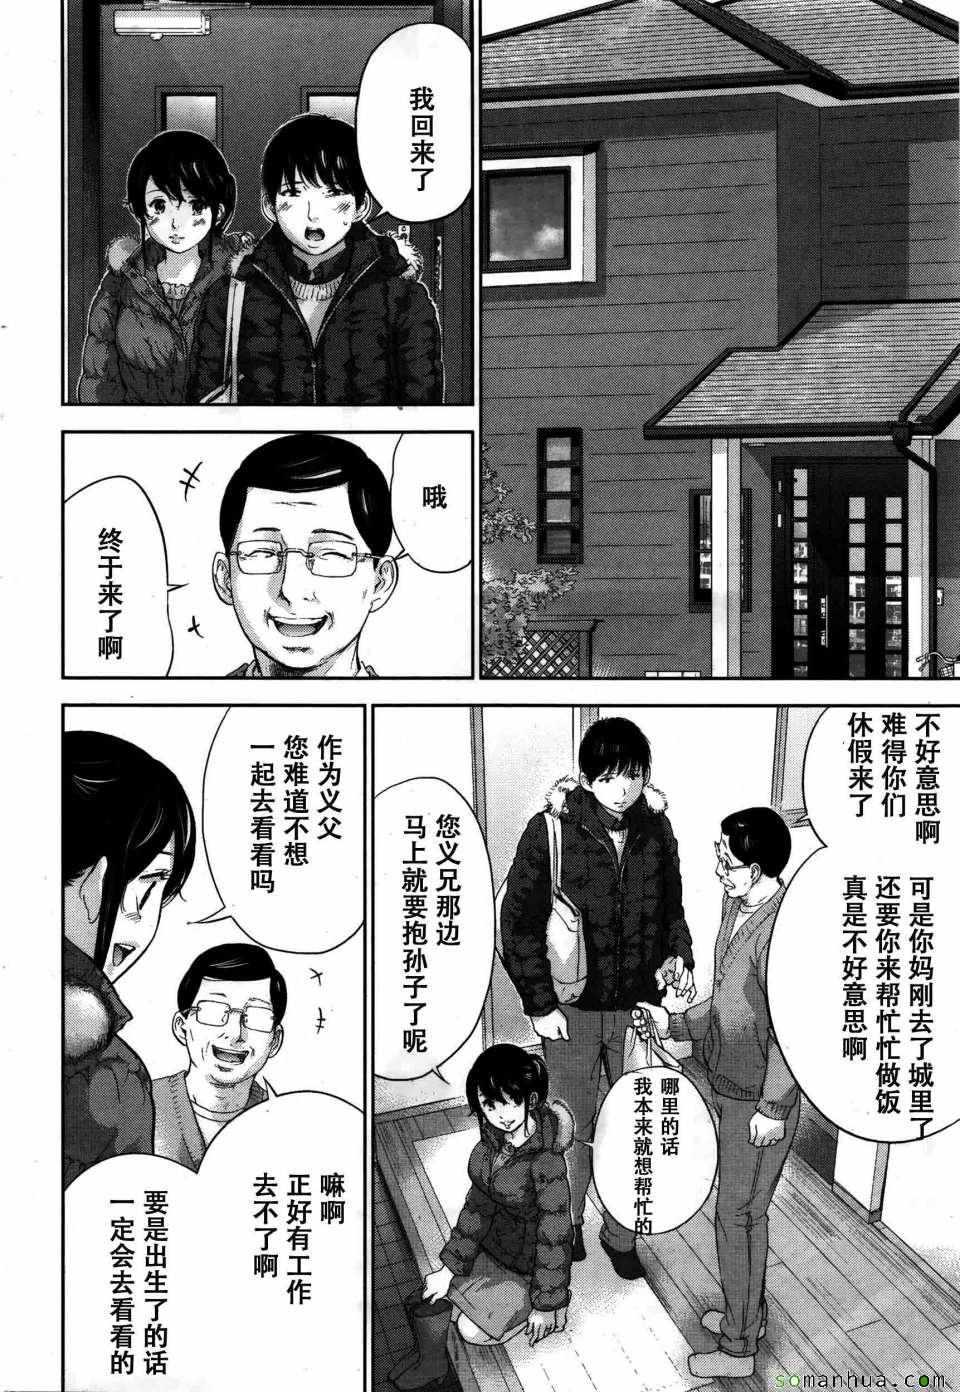 我回来了
哦
终于来了啊
不好意思啊
难得你们
休假来了
可是你妈刚去了城里了
还要你来帮忙做饭
真是不好意思啊
哪里的话
我本来就想帮忙的
您义兄那边
马上就要抱孙子了呢
作为义父
您难道不想
一起去看看吗
嘛啊
正好有工作
去不了啊
要是出生了的话
一定会去看看的
somanhua.com